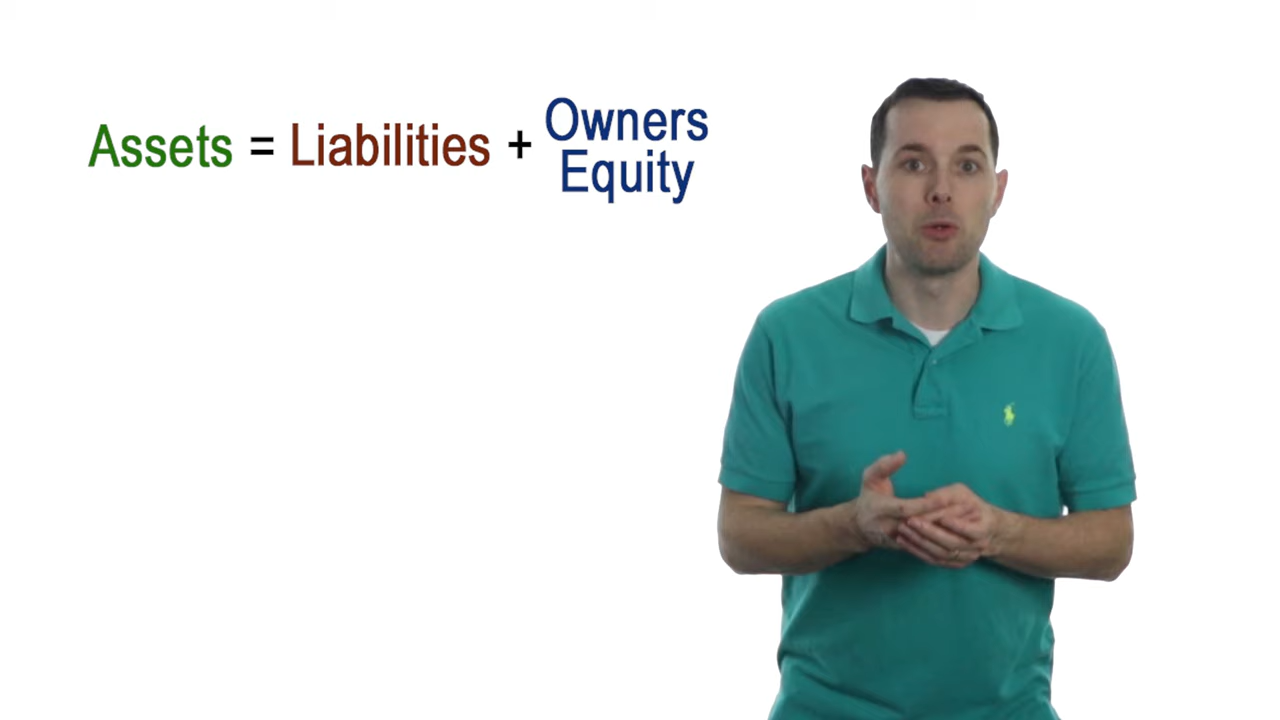 Assets = Liabilities + Owners
Equity